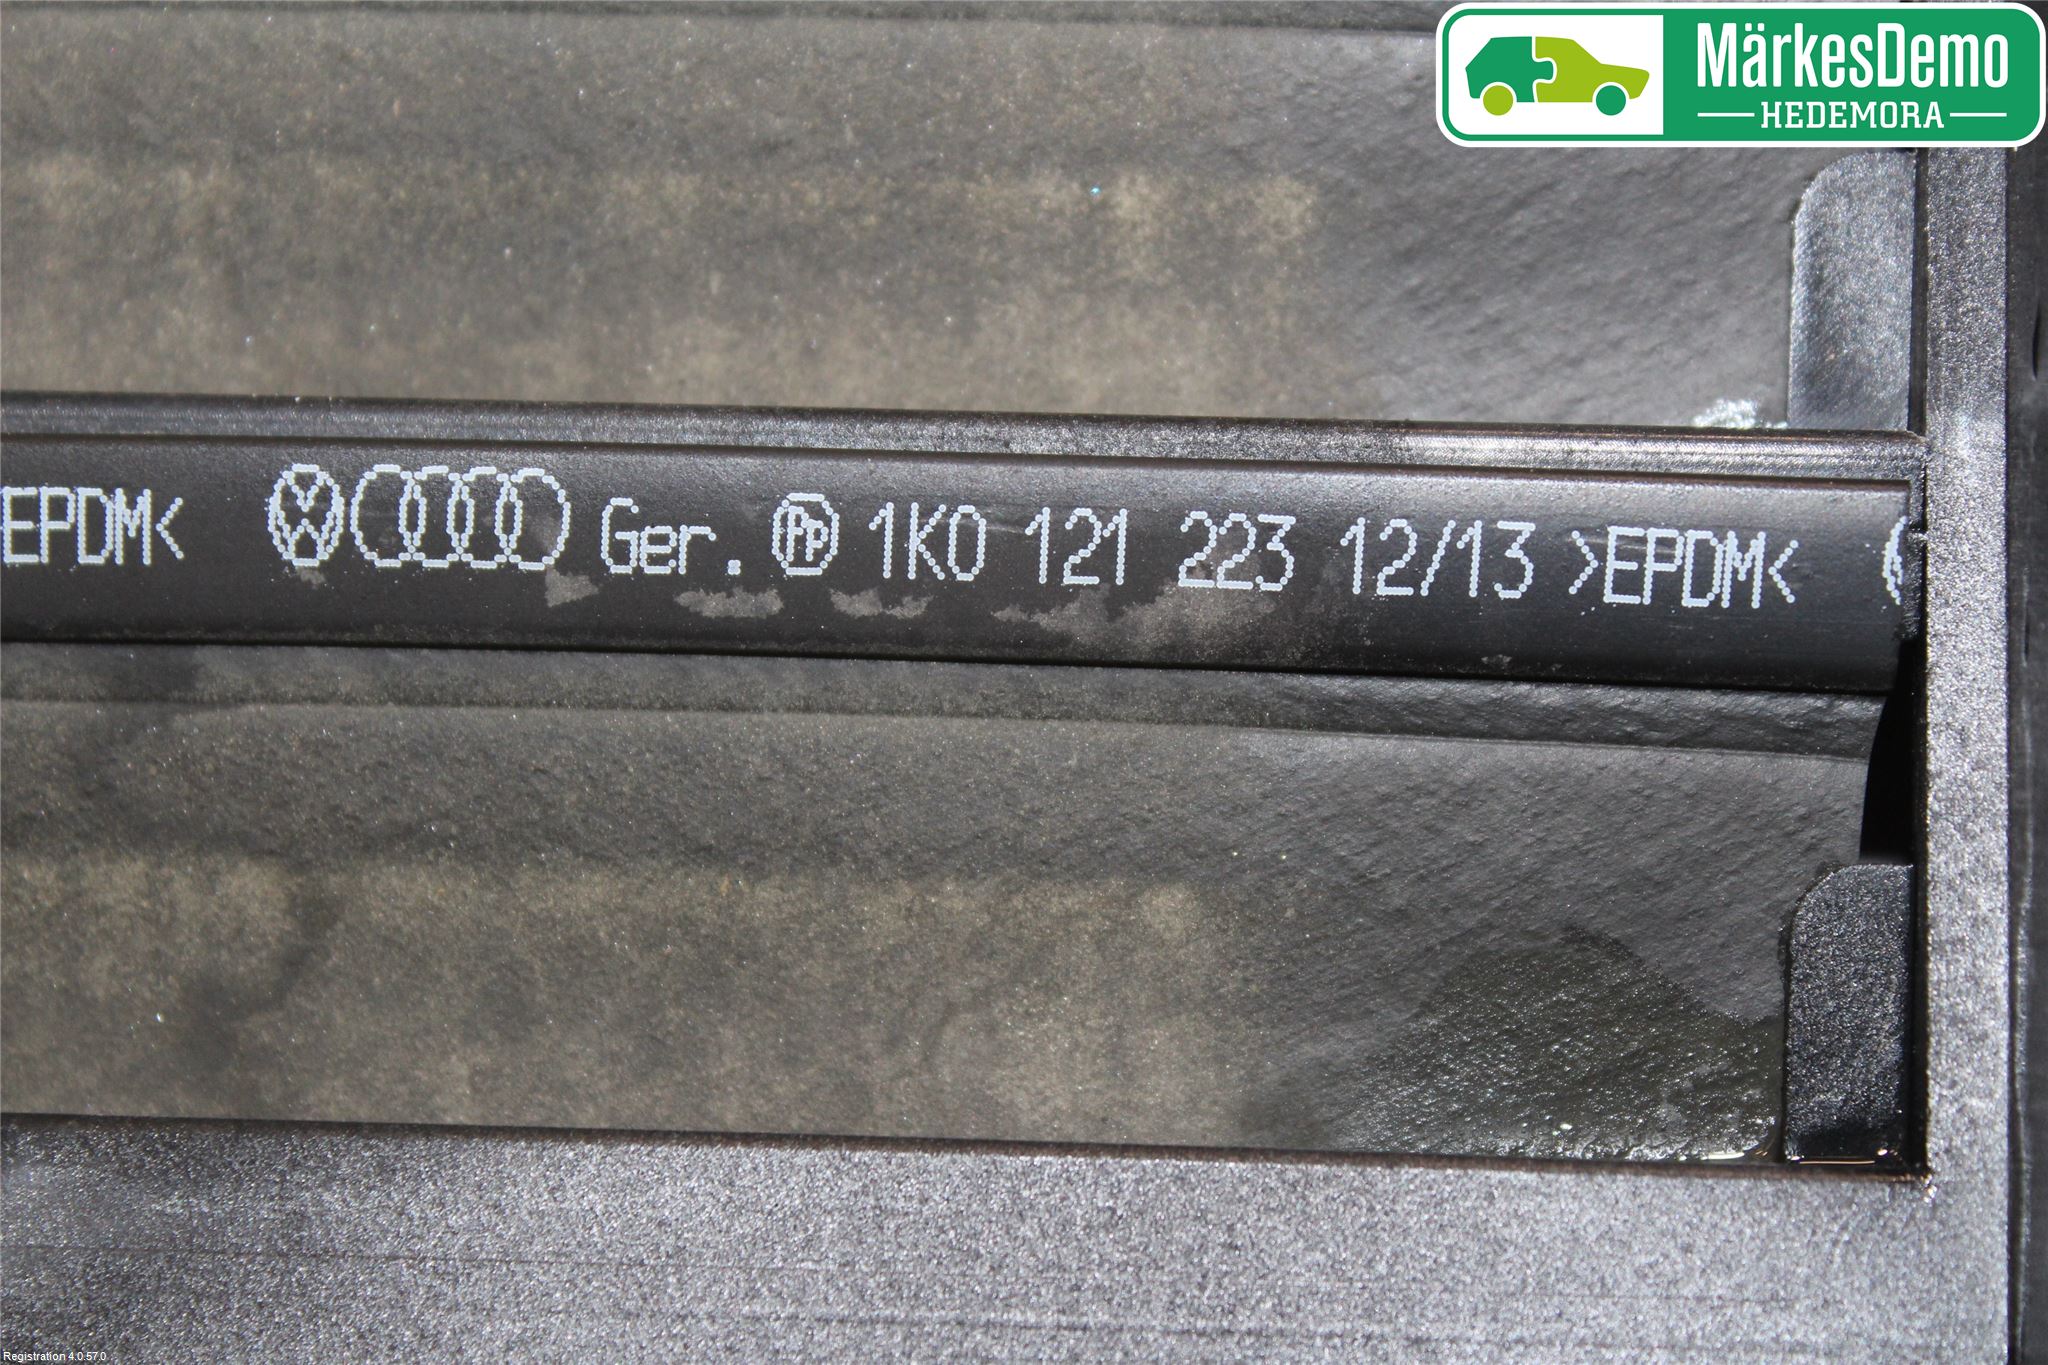 MärkesDemo
HEDEMORA
EPDM< Ger. 1K0 121 223 12/13 >EPDM<
Registration 4.0.57.0